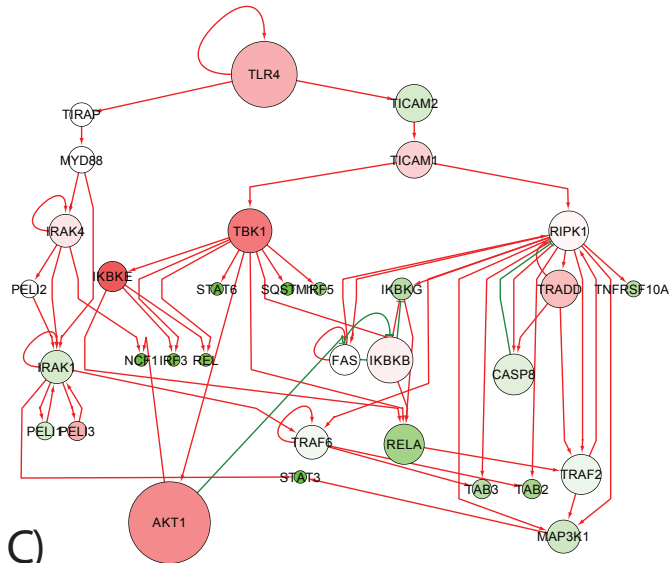 TLR4
TIRAP
TICAM2
MYD88
TICAM1
IRAK4
TBK1
RIPK1
IKBKE
PELI2
STAT6
SQSTM1
IRF5
IKBKG
TRADD
TNFRSF10A
NCF1
IRF3
REL
FAS
IKBKB
IRAK1
CASP8
PELI1
PELI3
TRAF6
RELA
STAT3
TAB3
TAB2
TRAF2
AKT1
MAP3K1
C)